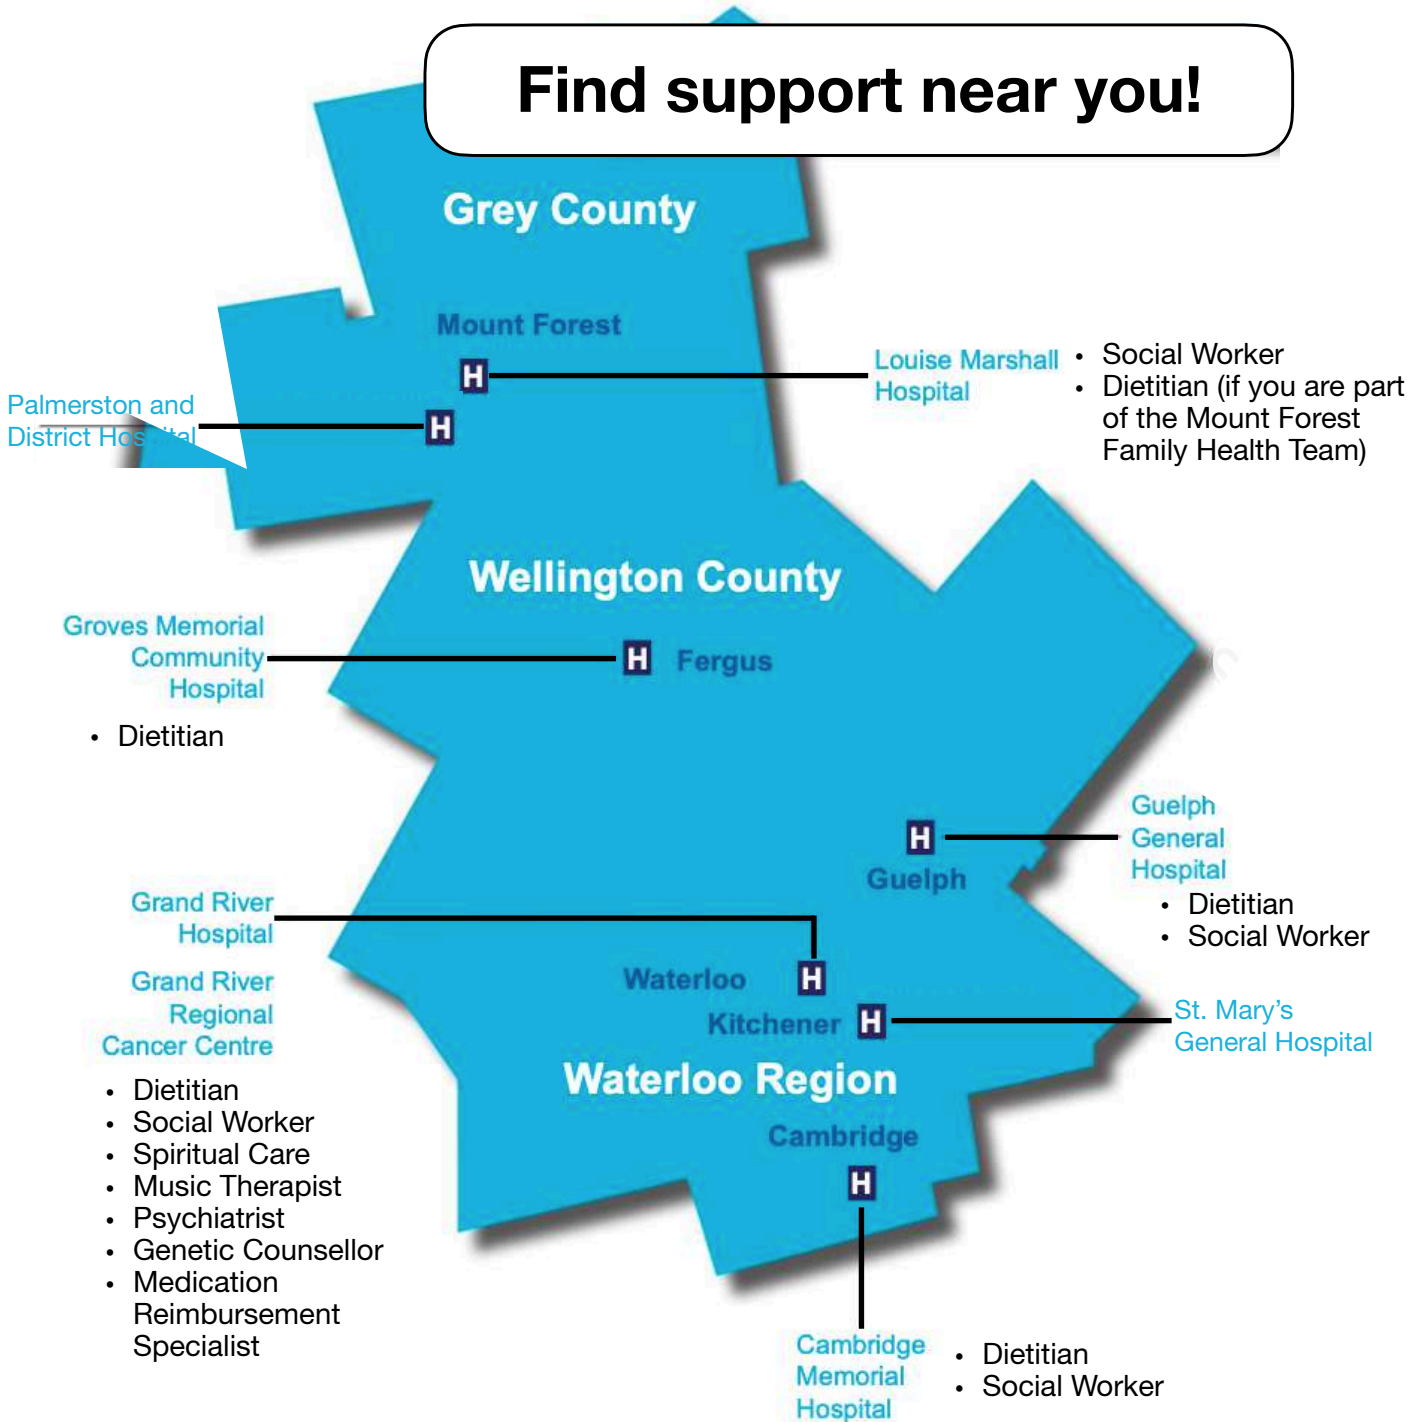 Find support near you!
Grey County
Mount Forest
H
Louise Marshall
Hospital
• Social Worker
• Dietitian (if you are part
of the Mount Forest
Family Health Team)
Palmerston and
District Hospital
H
Wellington County
Groves Memorial
Community
Hospital
H Fergus
• Dietitian
H
Guelph
Guelph
General
Hospital
• Dietitian
• Social Worker
Grand River
Hospital
Grand River
Regional
Cancer Centre
• Dietitian
• Social Worker
• Spiritual Care
• Music Therapist
• Psychiatrist
• Genetic Counsellor
• Medication
Reimbursement
Specialist
Waterloo H
Kitchener H
St. Mary’s
General Hospital
Waterloo Region
Cambridge
H
Cambridge
Memorial
Hospital
• Dietitian
• Social Worker